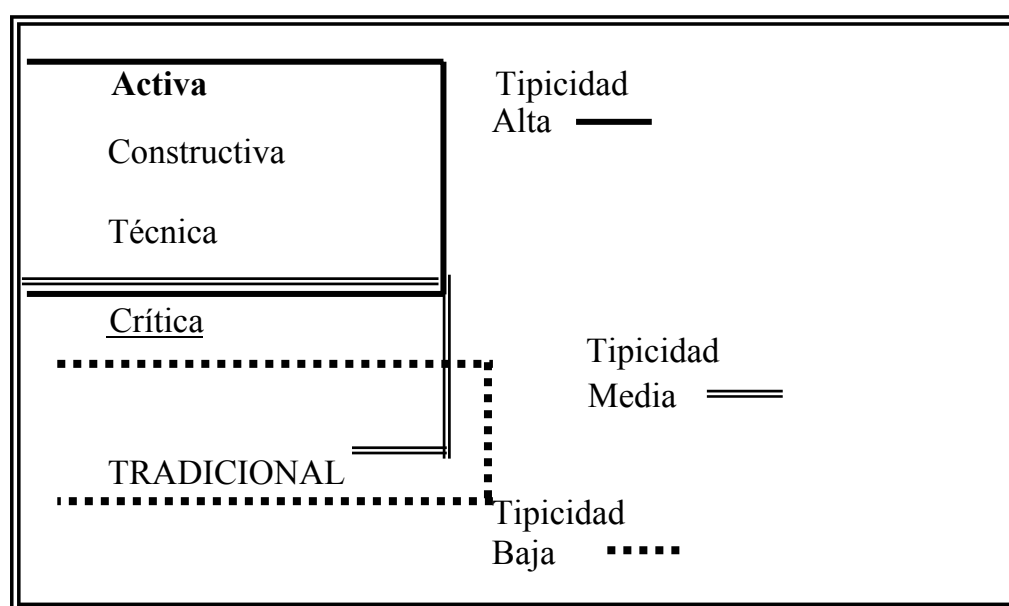 Activa
Constructiva
Técnica
Crítica
TRADICIONAL
Tipicidad
Alta
Tipicidad
Media
Tipicidad
Baja